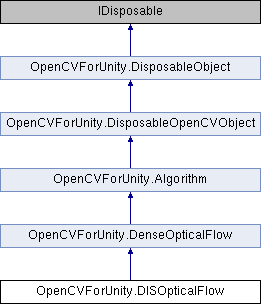 IDisposable
OpenCVForUnity.DisposableObject
OpenCVForUnity.DisposableOpenCVObject
OpenCVForUnity.Algorithm
OpenCVForUnity.DenseOpticalFlow
OpenCVForUnity.DISOpticalFlow